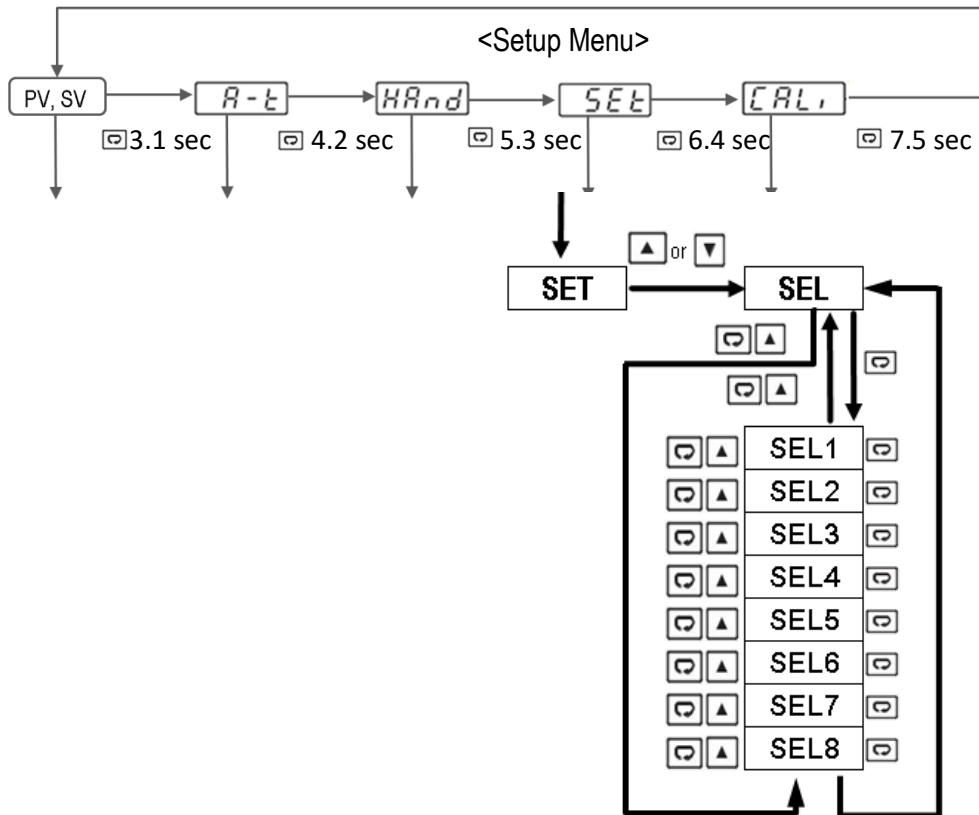 <Setup Menu>
PV, SV A-t HAnd SEt CALi
3.1 sec 4.2 sec 5.3 sec 6.4 sec 7.5 sec
▲ or ▼
SET SEL
▲
▲
▲ SEL1
▲ SEL2
▲ SEL3
▲ SEL4
▲ SEL5
▲ SEL6
▲ SEL7
▲ SEL8